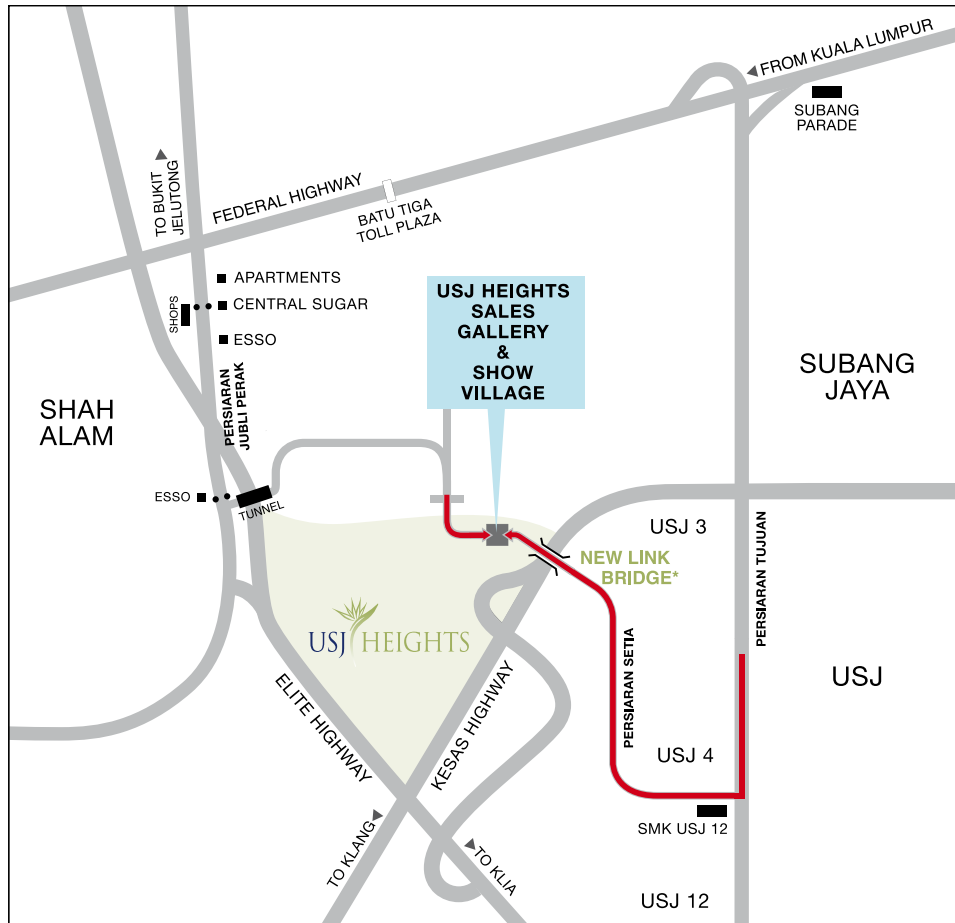 FROM KUALA LUMPUR
SUBANG
PARADE
TO BUKIT
JELUTONG
FEDERAL HIGHWAY
BATU TIGA
TOLL PLAZA
APARTMENTS
SHOPS
CENTRAL SUGAR
ESSO
USJ HEIGHTS
SALES
GALLERY
&
SHOW
VILLAGE
SUBANG
JAYA
SHAH
ALAM
PERSIARAN
JUBLI PERAK
ESSO
TUNNEL
USJ 3
NEW LINK
BRIDGE*
PERSIARAN TUJUAN
USJ HEIGHTS
PERSIARAN SETIA
USJ
ELITE HIGHWAY
KESAS HIGHWAY
USJ 4
SMK USJ 12
TO KLANG
TO KLIA
USJ 12